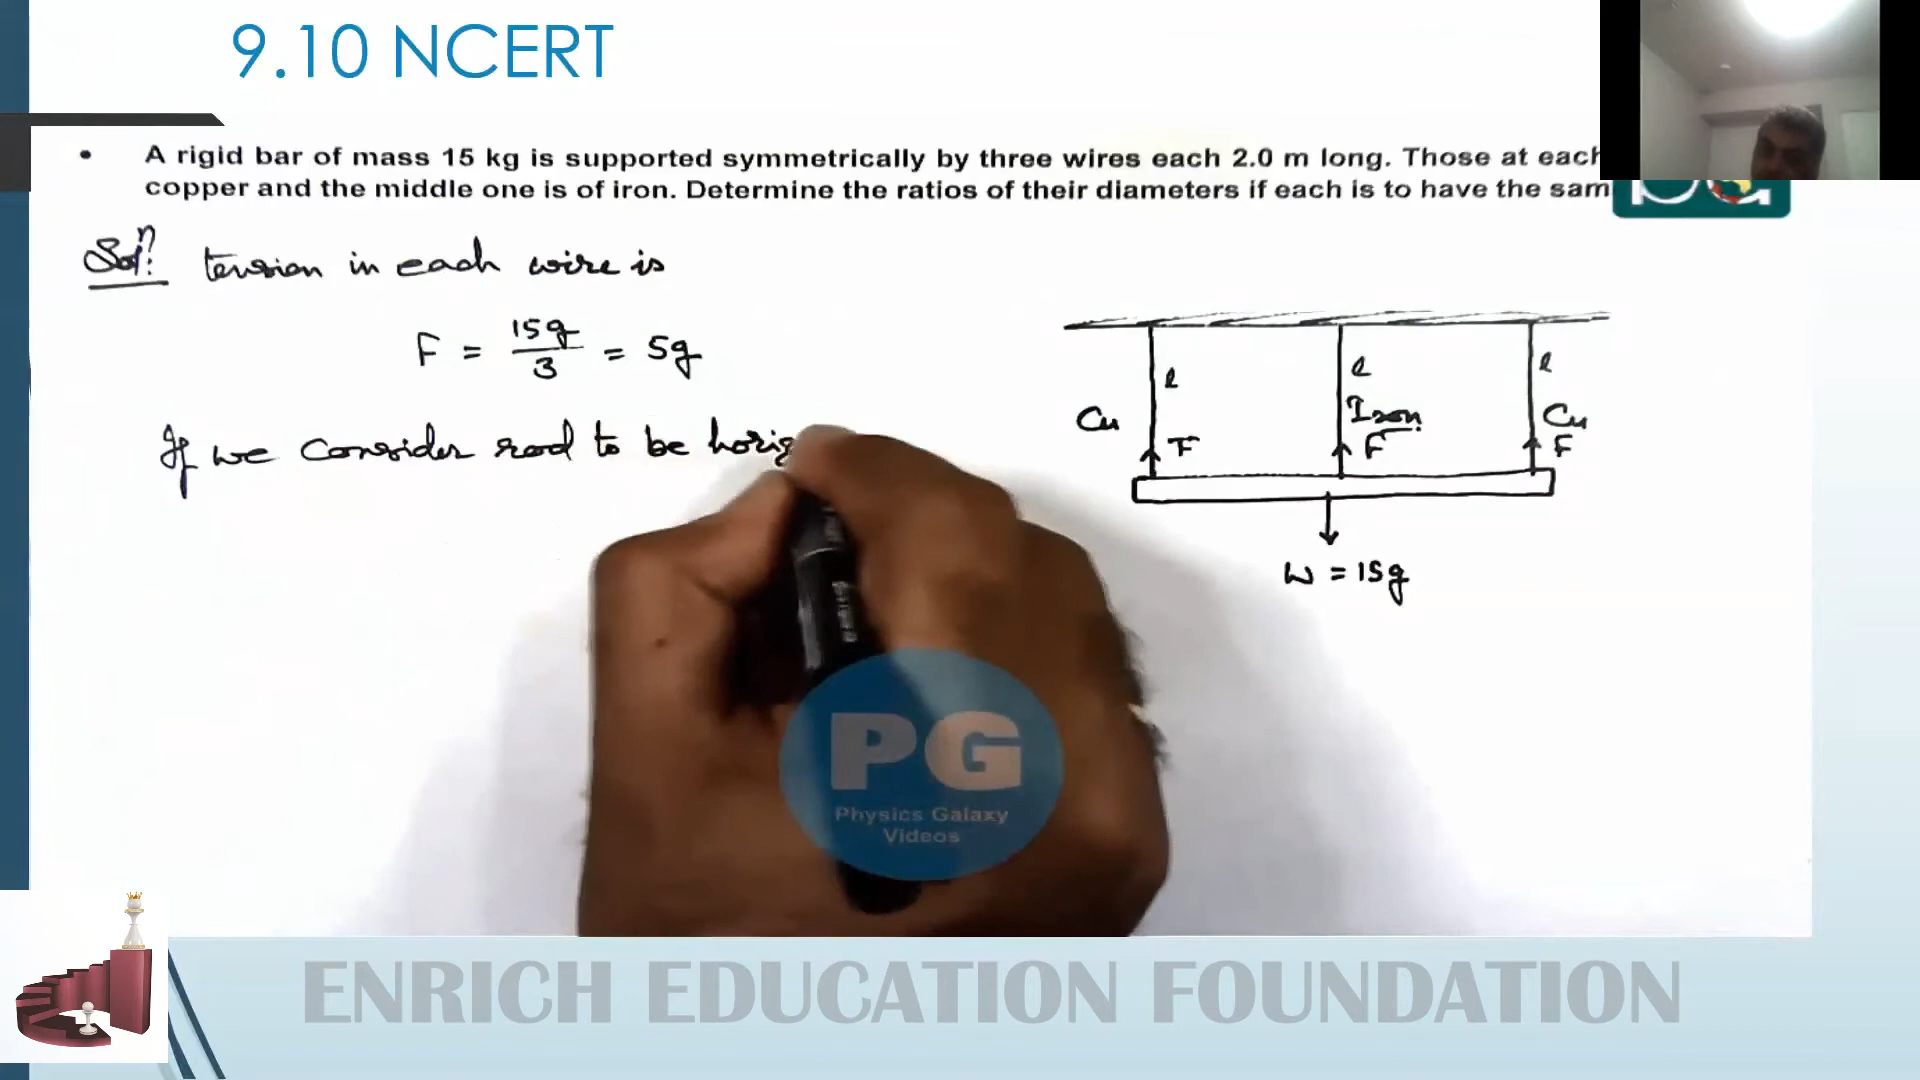 9.10 NCERT
• A rigid bar of mass 15 kg is supported symmetrically by three wires each 2.0 m long. Those at each
copper and the middle one is of iron. Determine the ratios of their diameters if each is to have the sam
Solⁿ: tension in each wire is
F = 15g/3 = 5g
If we consider rod to be horiz
l
l
l
Cu
Iron
Cu
F
F
F
W = 15g
PG
Physics Galaxy
Videos
ENRICH EDUCATION FOUNDATION